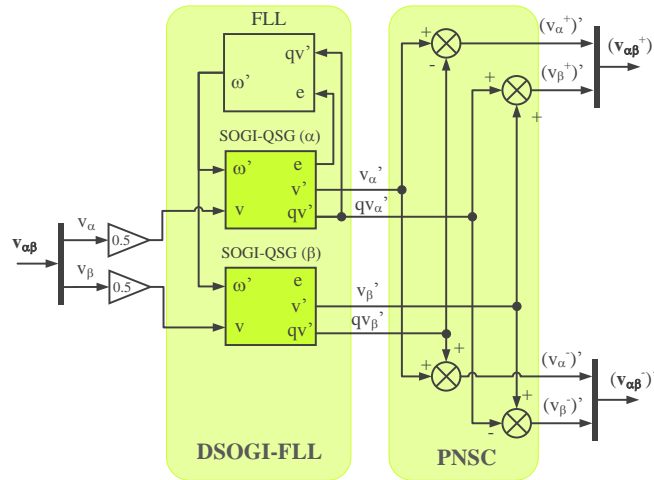 FLL
qv'
ω'
e
SOGI-QSG (α)
ω'
e
v'
v
qv'
SOGI-QSG (β)
ω'
e
v'
v
qv'
DSOGI-FLL
vαβ
vα
0.5
vβ
0.5
vα'
qvα'
vβ'
qvβ'
+
-
+
+
+
+
+
-
PNSC
(vα+)'
(vβ+)'
(vαβ+)'
(vα-)'
(vβ-)'
(vαβ-)'